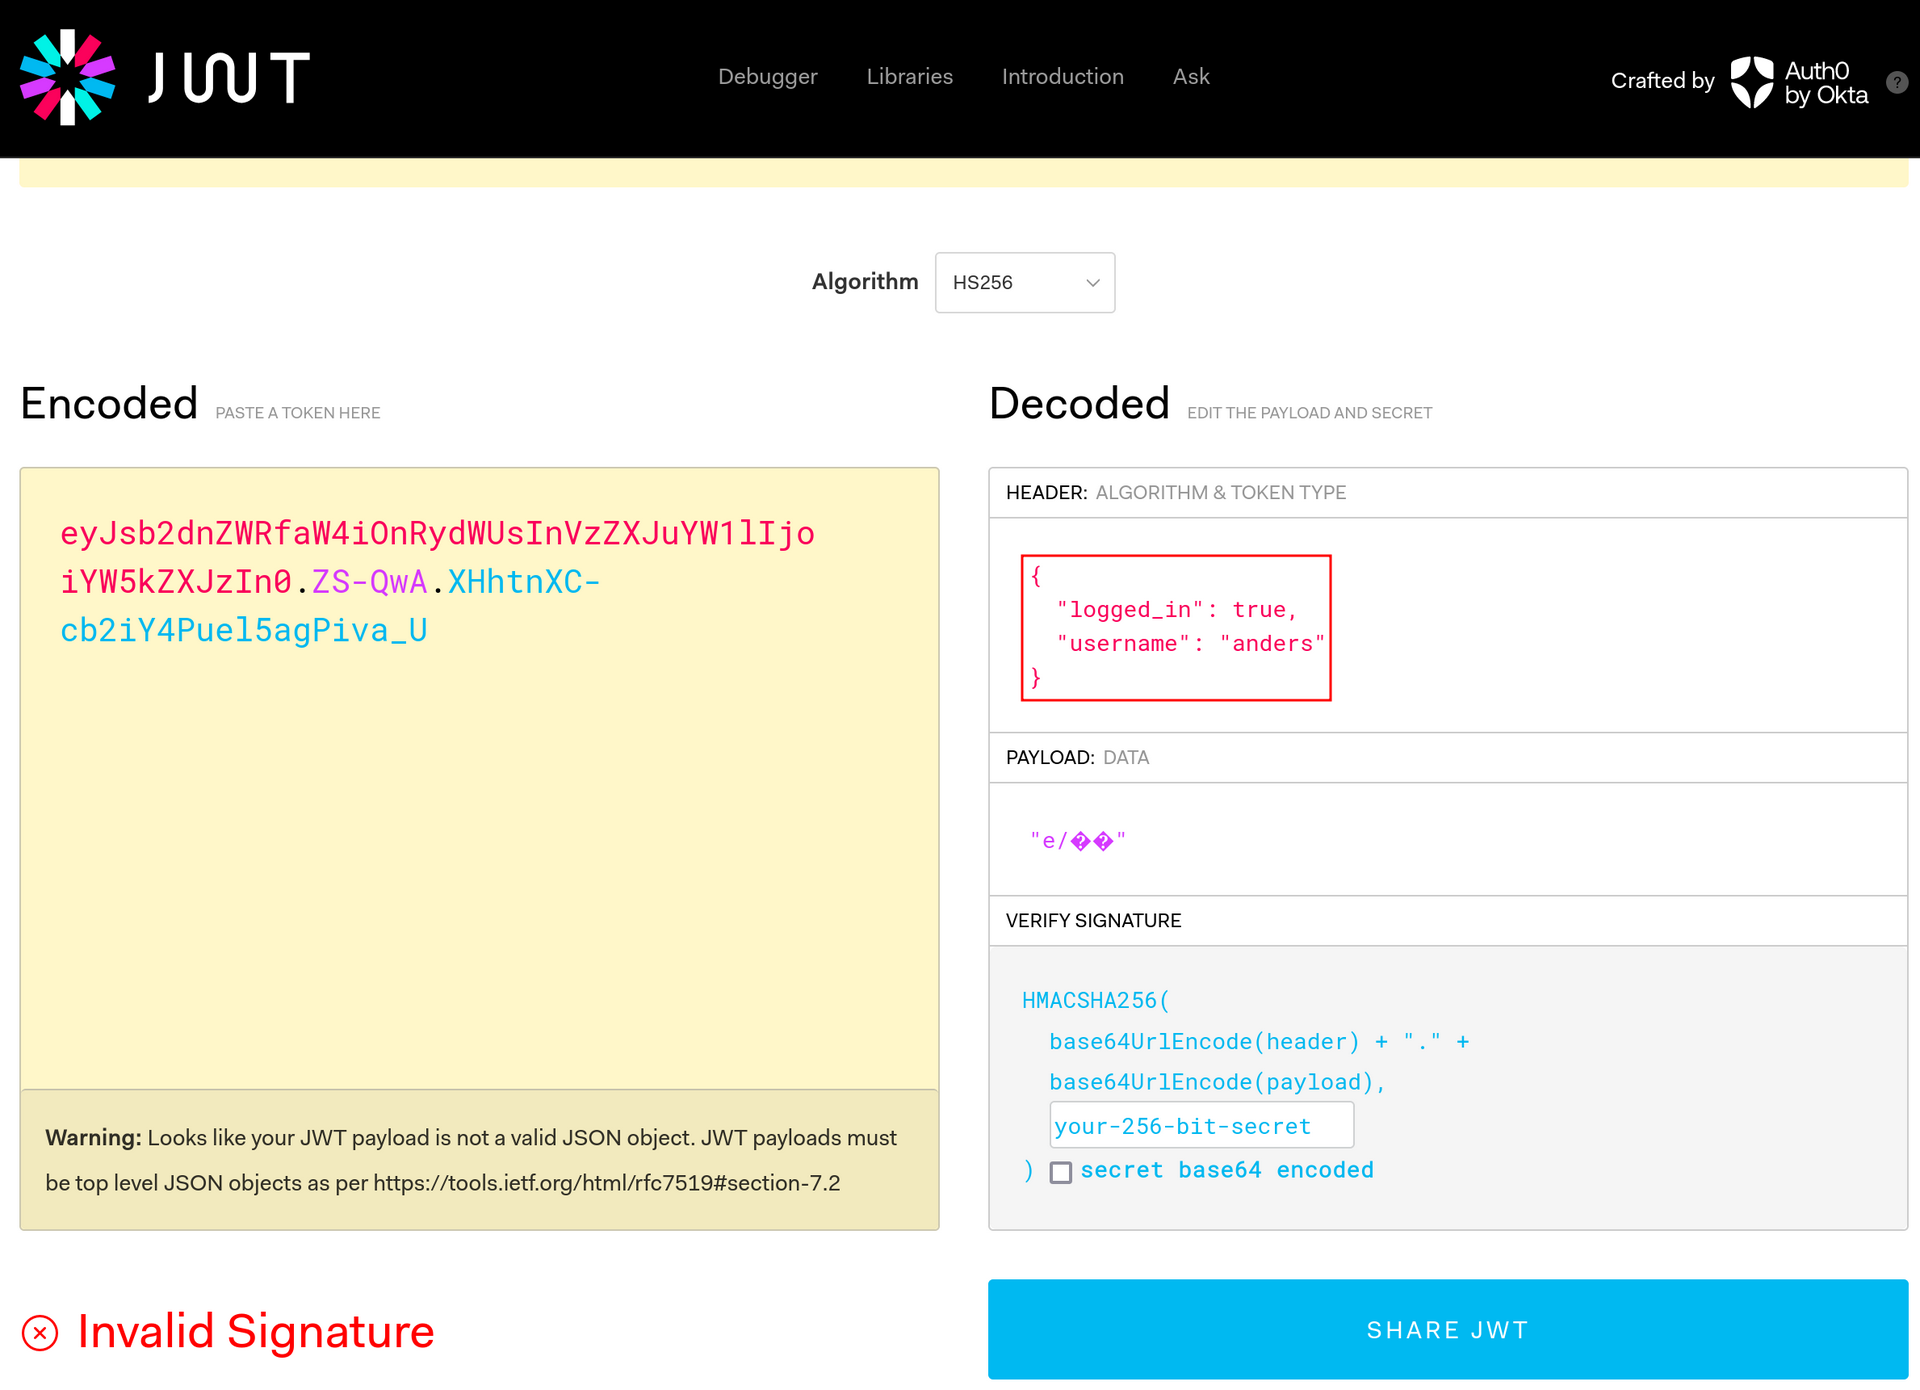 JWT
Debugger
Libraries
Introduction
Ask
Crafted by
Auth0
by Okta
?
Algorithm
HS256
Encoded
PASTE A TOKEN HERE
eyJsb2dnZWRfaW4iOnRydWUsInVzZXJuYW1lIjo
iYW5kZXJzIn0.ZS-QwA.XHhtnXC-
cb2iY4Puel5agPiva_U
Warning: Looks like your JWT payload is not a valid JSON object. JWT payloads must
be top level JSON objects as per https://tools.ietf.org/html/rfc7519#section-7.2
Invalid Signature
Decoded
EDIT THE PAYLOAD AND SECRET
HEADER: ALGORITHM & TOKEN TYPE
{
"logged_in": true,
"username": "anders"
}
PAYLOAD: DATA
"e/��"
VERIFY SIGNATURE
HMACSHA256(
base64UrlEncode(header) + "." +
base64UrlEncode(payload),
your-256-bit-secret
) secret base64 encoded
SHARE JWT